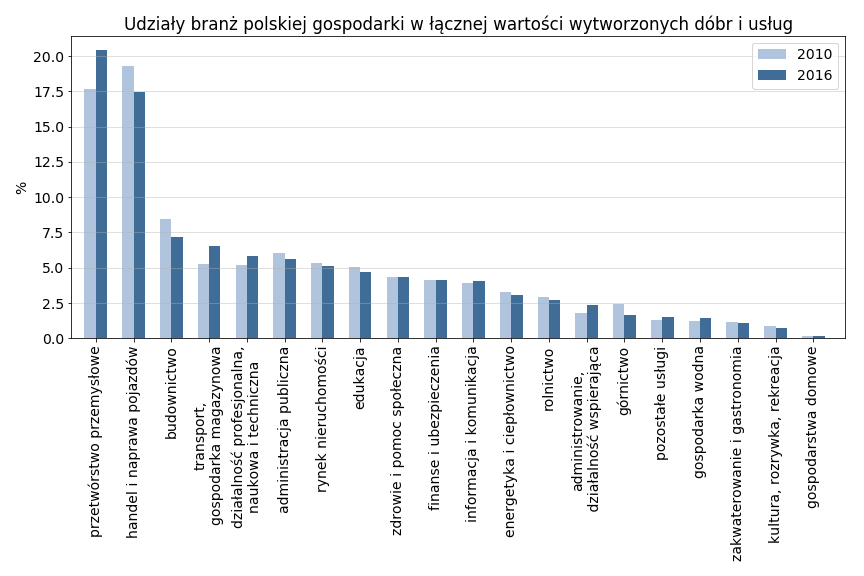 Udziały branż polskiej gospodarki w łącznej wartości wytworzonych dóbr i usług
2010
2016
%
20.0
17.5
15.0
12.5
10.0
7.5
5.0
2.5
0.0
przetwórstwo przemysłowe
handel i naprawa pojazdów
budownictwo
transport,
gospodarka magazynowa
działalność profesjonalna,
naukowa i techniczna
administracja publiczna
rynek nieruchomości
edukacja
zdrowie i pomoc społeczna
finanse i ubezpieczenia
informacja i komunikacja
energetyka i ciepłownictwo
rolnictwo
administrowanie,
działalność wspierająca
górnictwo
pozostałe usługi
gospodarka wodna
zakwaterowanie i gastronomia
kultura, rozrywka, rekreacja
gospodarstwa domowe